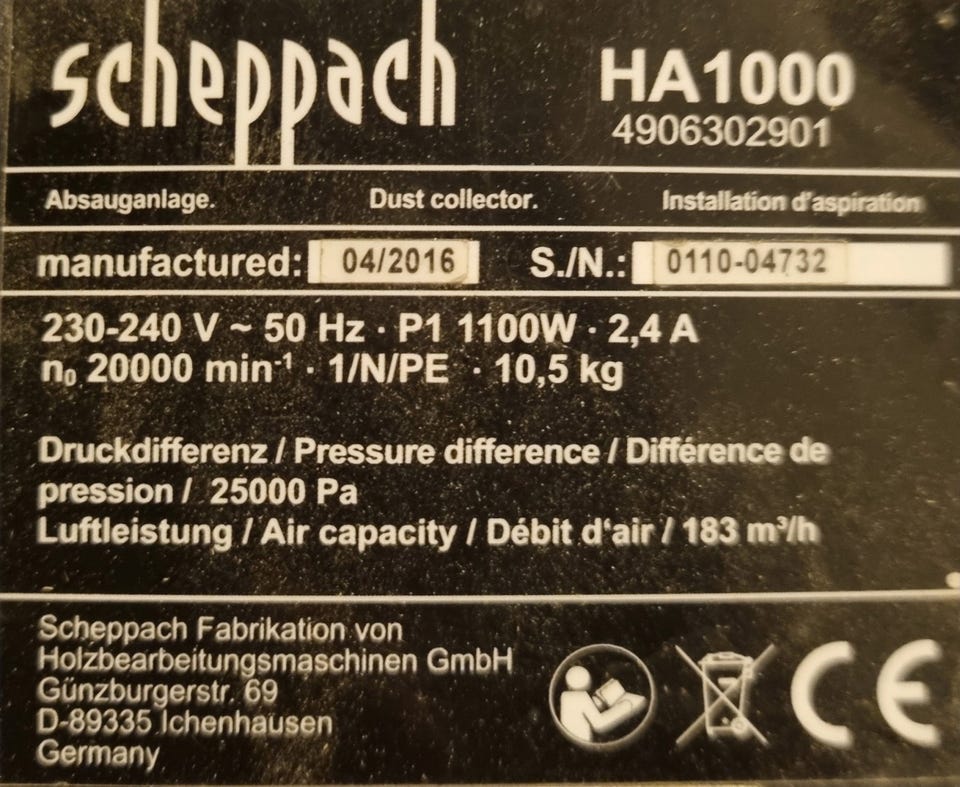 scheppach
HA1000
4906302901
Absauganlage. Dust collector. Installation d'aspiration
manufactured: 04/2016 S./N.: 0110-04732
230-240 V ~ 50 Hz · P1 1100W · 2,4 A
n₀ 20000 min⁻¹ · 1/N/PE · 10,5 kg
Druckdifferenz / Pressure difference / Différence de
pression / 25000 Pa
Luftleistung / Air capacity / Débit d‘air / 183 m³/h
Scheppach Fabrikation von
Holzbearbeitungsmaschinen GmbH
Günzburgerstr. 69
D-89335 Ichenhausen
Germany
CE